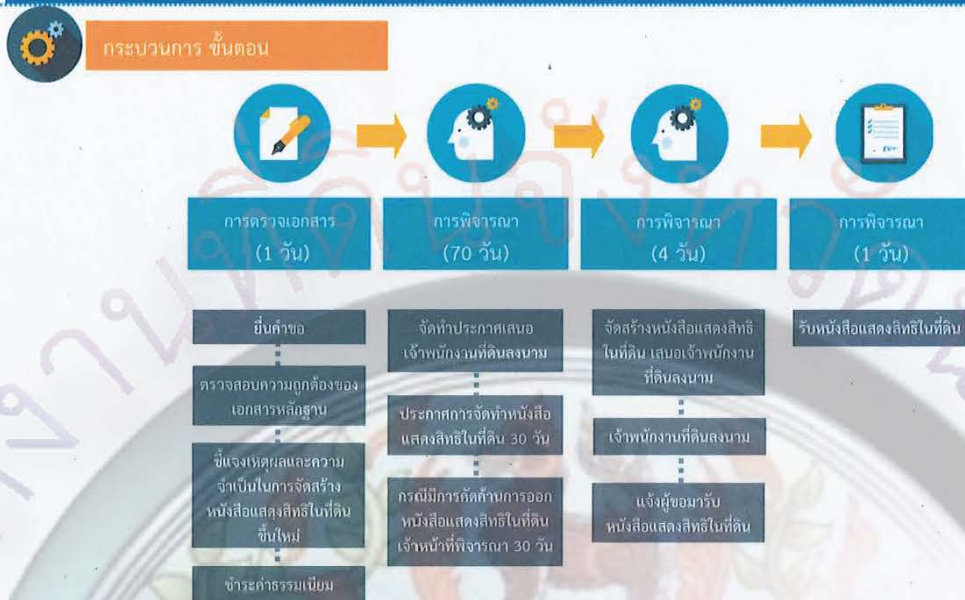 กระบวนการ ขั้นตอน
การตรวจเอกสาร
(1 วัน)
การพิจารณา
(70 วัน)
การพิจารณา
(4 วัน)
การพิจารณา
(1 วัน)
ยื่นคำขอ
ตรวจสอบความถูกต้องของ
เอกสารหลักฐาน
ชี้แจงเหตุผลและความ
จำเป็นในการจัดสร้าง
หนังสือแสดงสิทธิในที่ดิน
ขึ้นใหม่
ชำระค่าธรรมเนียม
จัดทำประกาศเสนอ
เจ้าพนักงานที่ดินลงนาม
ประกาศการจัดทำหนังสือ
แสดงสิทธิในที่ดิน 30 วัน
กรณีมีการคัดค้านการออก
หนังสือแสดงสิทธิในที่ดิน
เจ้าหน้าที่พิจารณา 30 วัน
จัดสร้างหนังสือแสดงสิทธิ
ในที่ดิน เสนอเจ้าพนักงาน
ที่ดินลงนาม
เจ้าพนักงานที่ดินลงนาม
แจ้งผู้ขอมารับ
หนังสือแสดงสิทธิในที่ดิน
รับหนังสือแสดงสิทธิในที่ดิน